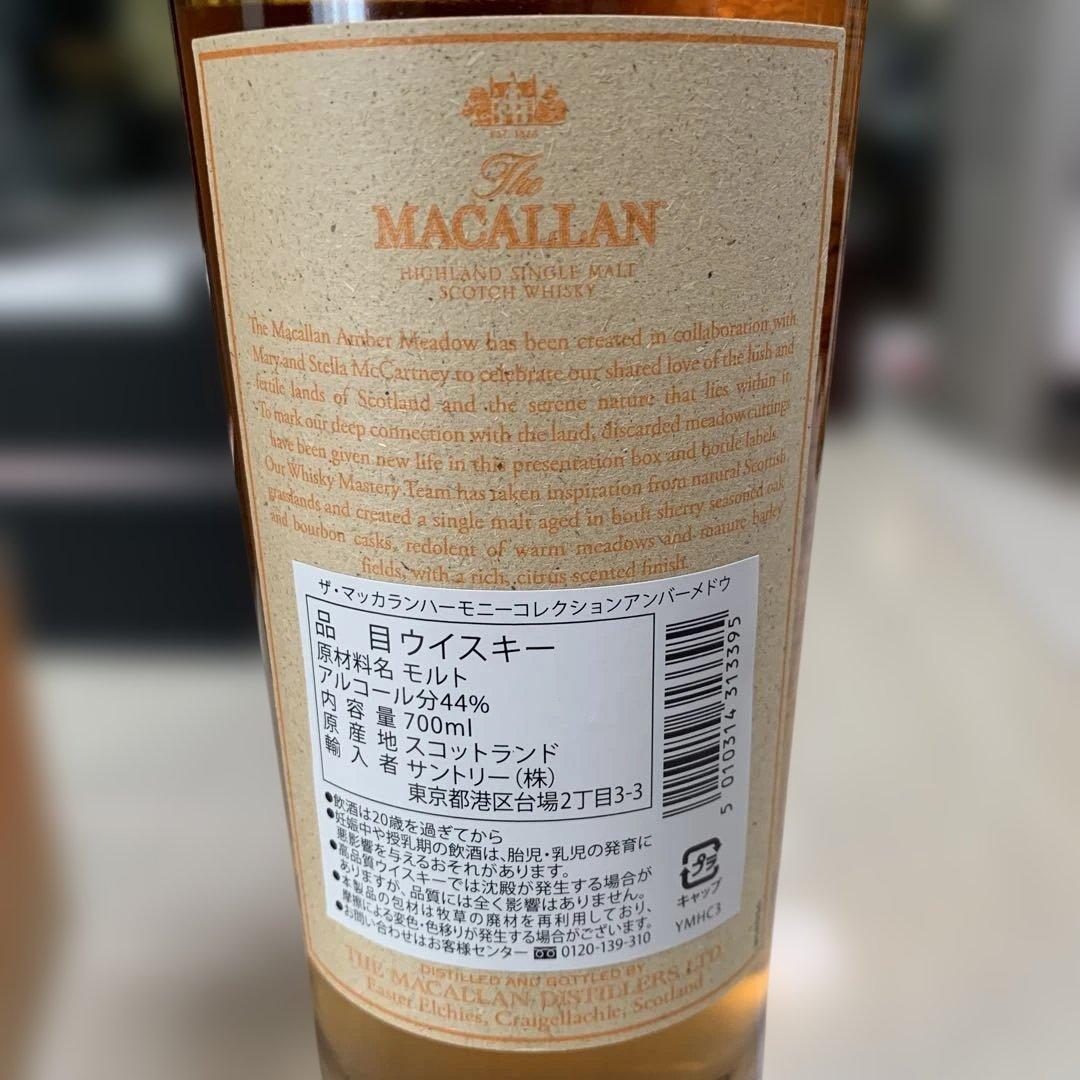 EST. 1824
The
MACALLAN
HIGHLAND SINGLE MALT
SCOTCH WHISKY
The Macallan Amber Meadow has been created in collaboration with
Mary and Stella McCartney to celebrate our shared love of the lush and
fertile lands of Scotland and the serene nature that lies within it.
To mark our deep connection with the land, discarded meadow cuttings
have been given new life in this presentation box and bottle labels.
Our Whisky Mastery Team has taken inspiration from natural Scottish
grasslands and created a single malt aged in both sherry seasoned oak
and bourbon casks, redolent of warm meadows and mature barley
fields, with a rich, citrus scented finish.
ザ・マッカランハーモニーコレクションアンバーメドウ
品目 ウイスキー
原材料名 モルト
アルコール分44%
内容量 700ml
原産地 スコットランド
輸入者 サントリー(株)
東京都港区台場2丁目3-3
5 010314 313395
●飲酒は20歳を過ぎてから
●妊娠中や授乳期の飲酒は、胎児・乳児の発育に
悪影響を与えるおそれがあります。
●高品質ウイスキーでは沈殿が発生する場合が
ありますが、品質には全く影響はありません。
●本製品の包材は牧草の廃材を再利用しており、
摩擦による変色・色移りが発生する場合がございます。
●お問い合わせはお客様センター 0120-139-310
プラ
キャップ
YMHC3
DISTILLED AND BOTTLED BY
THE MACALLAN DISTILLERS LTD.
Easter Elchies, Craigellachie, Scotland